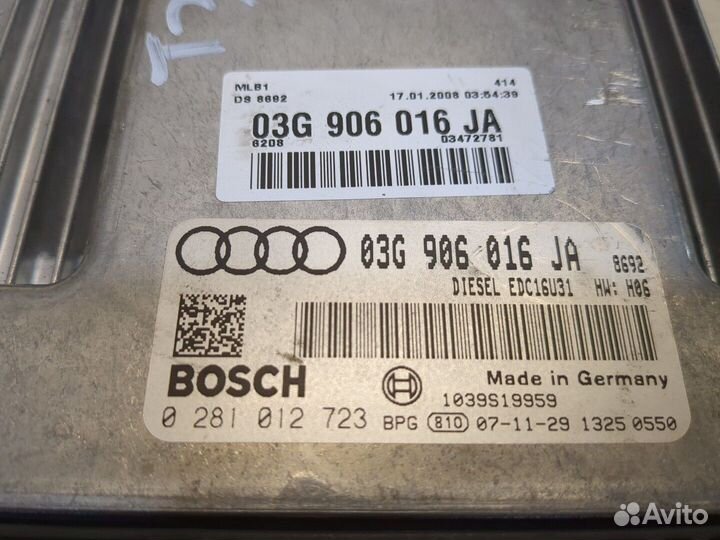 MLB1 414
DS 8692 17.01.2008 03:54:39
03G 906 016 JA
6208 03472781
03G 906 016 JA 8692
DIESEL EDC16U31 HW: H06
BOSCH Made in Germany
1039S19959
0 281 012 723 BPG 810 07-11-29 1325 0550
Avito